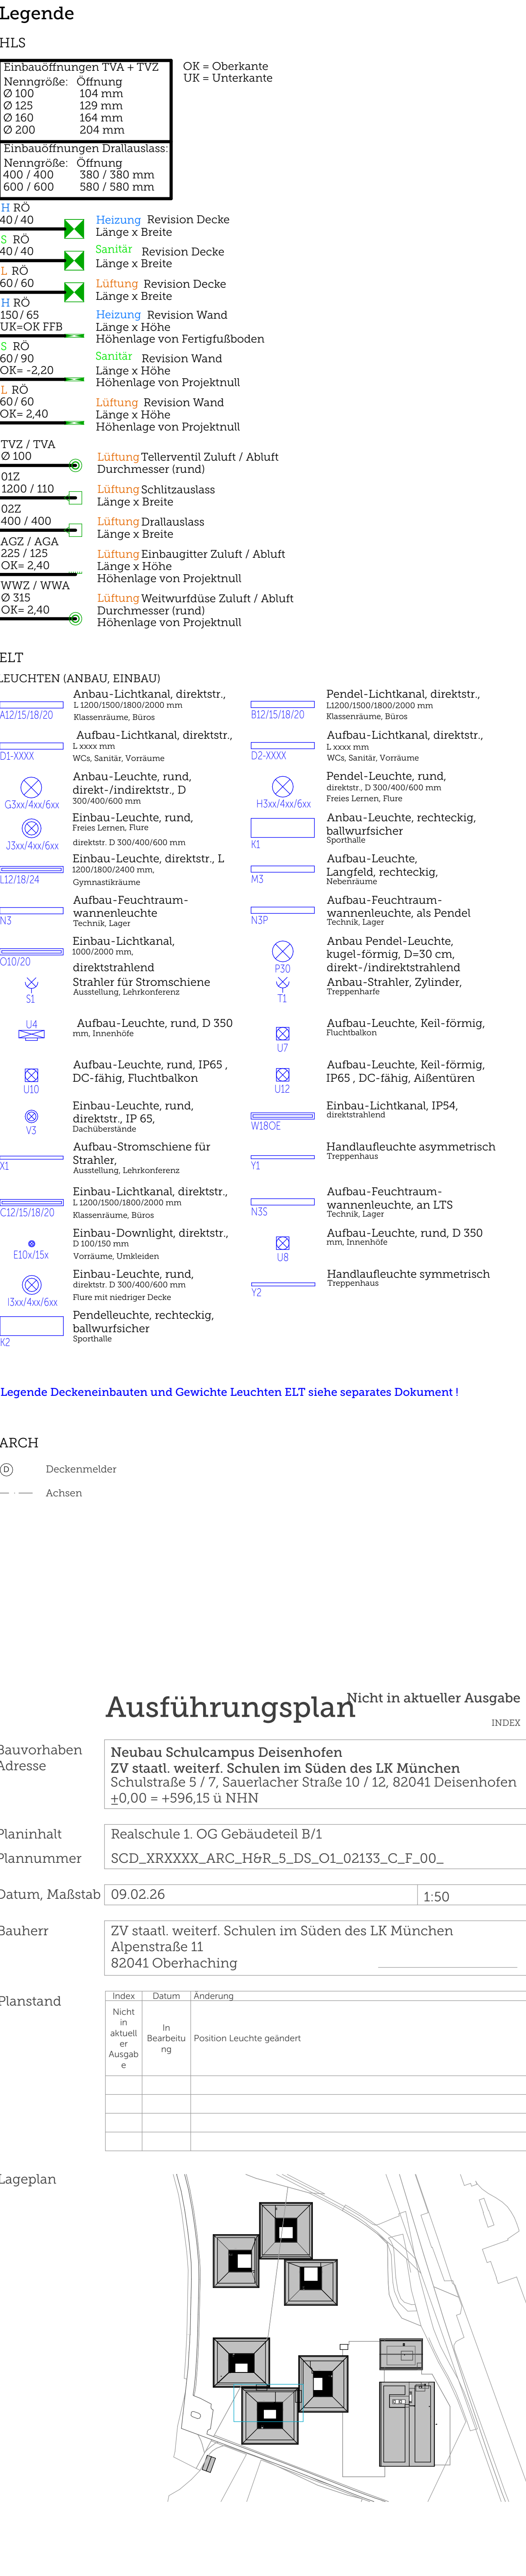 Legende
HLS
Einbauöffnungen TVA + TVZ
Nenngröße: Öffnung
Ø 100 104 mm
Ø 125 129 mm
Ø 160 164 mm
Ø 200 204 mm
OK = Oberkante
UK = Unterkante
Einbauöffnungen Drallauslass:
Nenngröße: Öffnung
400 / 400 380 / 380 mm
600 / 600 580 / 580 mm
H RÖ
40/40
Heizung Revision Decke
Länge x Breite
S RÖ
40/40
Sanitär Revision Decke
Länge x Breite
L RÖ
60/60
Lüftung Revision Decke
Länge x Breite
H RÖ
150/65
UK=OK FFB
Heizung Revision Wand
Länge x Höhe
Höhenlage von Fertigfußboden
S RÖ
60/90
OK= -2,20
Sanitär Revision Wand
Länge x Höhe
Höhenlage von Projektnull
L RÖ
60/60
OK= 2,40
Lüftung Revision Wand
Länge x Höhe
Höhenlage von Projektnull
TVZ / TVA
Ø 100
Lüftung Tellerventil Zuluft / Abluft
Durchmesser (rund)
01Z
1200 / 110
Lüftung Schlitzauslass
Länge x Breite
02Z
400 / 400
Lüftung Drallauslass
Länge x Breite
AGZ / AGA
225 / 125
OK= 2,40
Lüftung Einbaugitter Zuluft / Abluft
Länge x Höhe
Höhenlage von Projektnull
WWZ / WWA
Ø 315
OK= 2,40
Lüftung Weitwurfdüse Zuluft / Abluft
Durchmesser (rund)
Höhenlage von Projektnull
ELT
LEUCHTEN (ANBAU, EINBAU)
A12/15/18/20
Anbau-Lichtkanal, direktstr.,
L 1200/1500/1800/2000 mm
Klassenräume, Büros
B12/15/18/20
Pendel-Lichtkanal, direktstr.,
L1200/1500/1800/2000 mm
Klassenräume, Büros
D1-XXXX
Aufbau-Lichtkanal, direktstr.,
L xxxx mm
WCs, Sanitär, Vorräume
D2-XXXX
Aufbau-Lichtkanal, direktstr.,
L xxxx mm
WCs, Sanitär, Vorräume
G3xx/4xx/6xx
Anbau-Leuchte, rund,
direkt-/indirektstr., D
300/400/600 mm
H3xx/4xx/6xx
Pendel-Leuchte, rund,
direktstr., D 300/400/600 mm
Freies Lernen, Flure
J3xx/4xx/6xx
Einbau-Leuchte, rund,
Freies Lernen, Flure
direktstr. D 300/400/600 mm
K1
Anbau-Leuchte, rechteckig,
ballwurfsicher
Sporthalle
L12/18/24
Einbau-Leuchte, direktstr., L
1200/1800/2400 mm,
Gymnastikräume
M3
Aufbau-Leuchte,
Langfeld, rechteckig,
Nebenräume
N3
Aufbau-Feuchtraum-
wannenleuchte
Technik, Lager
N3P
Aufbau-Feuchtraum-
wannenleuchte, als Pendel
Technik, Lager
O10/20
Einbau-Lichtkanal,
1000/2000 mm,
direktstrahlend
P30
Anbau Pendel-Leuchte,
kugel-förmig, D=30 cm,
direkt-/indirektstrahlend
S1
Strahler für Stromschiene
Ausstellung, Lehrkonferenz
T1
Anbau-Strahler, Zylinder,
Treppenharfe
U4
Aufbau-Leuchte, rund, D 350
mm, Innenhöfe
U7
Aufbau-Leuchte, Keil-förmig,
Fluchtbalkon
U10
Aufbau-Leuchte, rund, IP65 ,
DC-fähig, Fluchtbalkon
U12
Aufbau-Leuchte, Keil-förmig,
IP65 , DC-fähig, Aißentüren
V3
Einbau-Leuchte, rund,
direktstr., IP 65,
Dachüberstände
W18OE
Einbau-Lichtkanal, IP54,
direktstrahlend
X1
Aufbau-Stromschiene für
Strahler,
Ausstellung, Lehrkonferenz
Y1
Handlaufleuchte asymmetrisch
Treppenhaus
C12/15/18/20
Einbau-Lichtkanal, direktstr.,
L 1200/1500/1800/2000 mm
Klassenräume, Büros
N3S
Aufbau-Feuchtraum-
wannenleuchte, an LTS
Technik, Lager
E10x/15x
Einbau-Downlight, direktstr.,
D 100/150 mm
Vorräume, Umkleiden
U8
Aufbau-Leuchte, rund, D 350
mm, Innenhöfe
I3xx/4xx/6xx
Einbau-Leuchte, rund,
direktstr. D 300/400/600 mm
Flure mit niedriger Decke
Y2
Handlaufleuchte symmetrisch
Treppenhaus
K2
Pendelleuchte, rechteckig,
ballwurfsicher
Sporthalle
Legende Deckeneinbauten und Gewichte Leuchten ELT siehe separates Dokument !
ARCH
D Deckenmelder
Achsen
Ausführungsplan
Nicht in aktueller Ausgabe
INDEX
Bauvorhaben
Adresse
Neubau Schulcampus Deisenhofen
ZV staatl. weiterf. Schulen im Süden des LK München
Schulstraße 5 / 7, Sauerlacher Straße 10 / 12, 82041 Deisenhofen
±0,00 = +596,15 ü NHN
Planinhalt Realschule 1. OG Gebäudeteil B/1
Plannummer SCD_XRXXXX_ARC_H&R_5_DS_O1_02133_C_F_00_
Datum, Maßstab 09.02.26 1:50
Bauherr
ZV staatl. weiterf. Schulen im Süden des LK München
Alpenstraße 11
82041 Oberhaching
Planstand
Index Datum Änderung
Nicht
in
aktuell
er
Ausgab
e
In
Bearbeitu
ng
Position Leuchte geändert
Lageplan